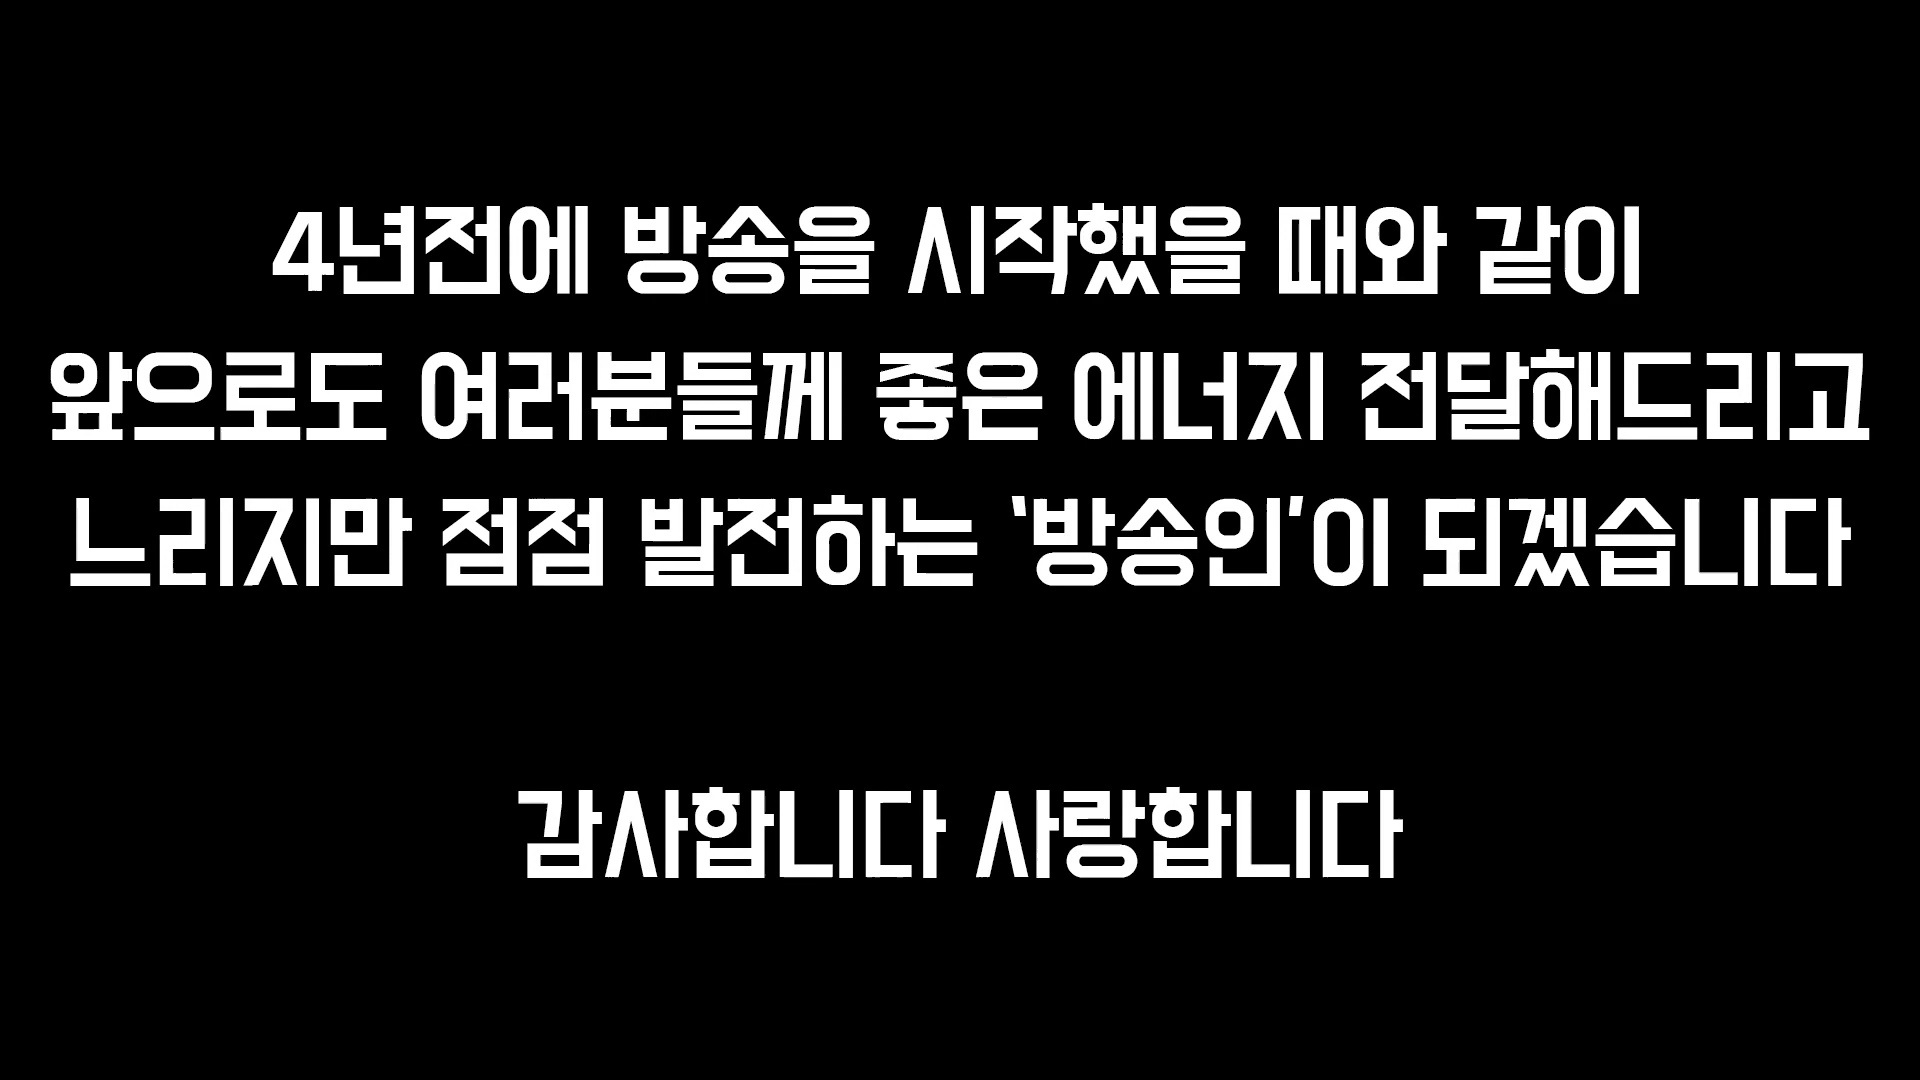 4년전에 방송을 시작했을 때와 같이
앞으로도 여러분들께 좋은 에너지 전달해드리고
느리지만 점점 발전하는 ‘방송인’이 되겠습니다
감사합니다 사랑합니다